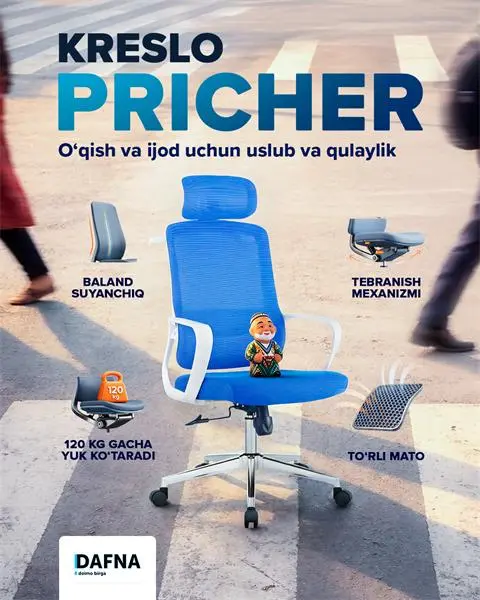 KRESLO
PRICHER
O‘qish va ijod uchun uslub va qulaylik
BALAND
SUYANCHIQ
TEBRANISH
MEXANIZMI
120
KG
120 KG GACHA
YUK KO‘TARADI
TO‘RLI MATO
DAFNA
doimo birga